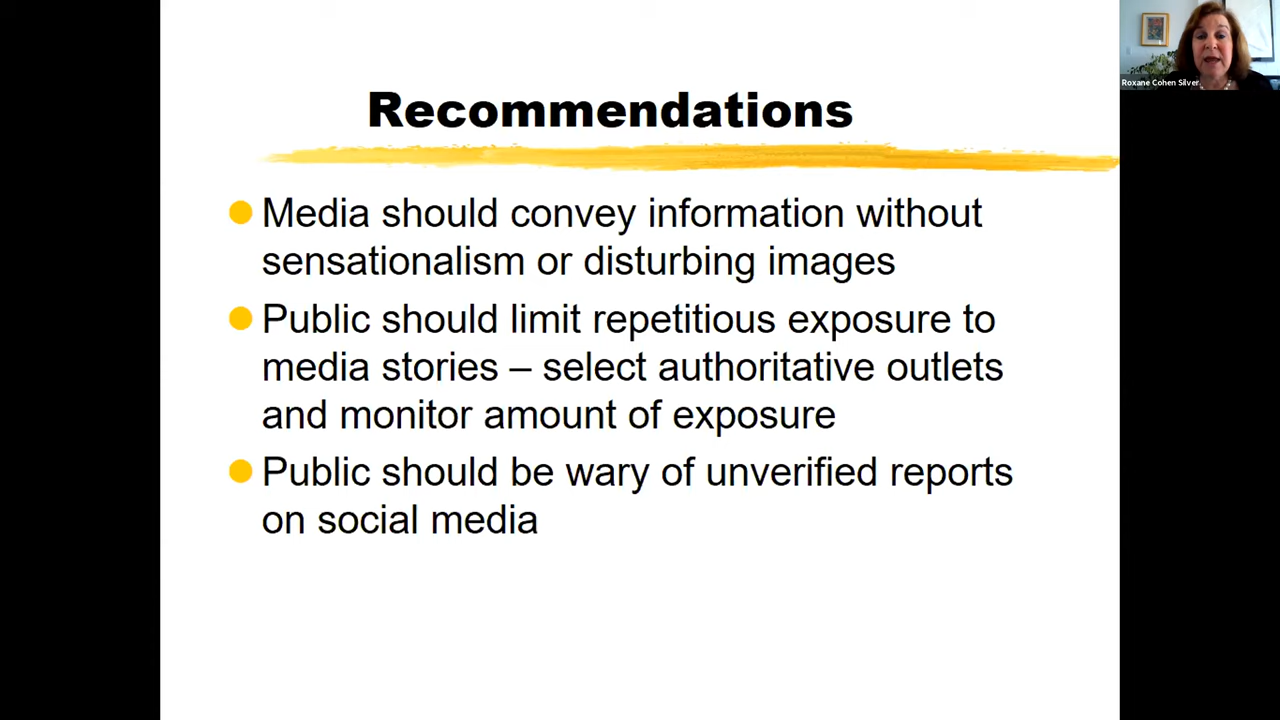 Recommendations
Media should convey information without
sensationalism or disturbing images
Public should limit repetitious exposure to
media stories – select authoritative outlets
and monitor amount of exposure
Public should be wary of unverified reports
on social media
Roxane Cohen Silver